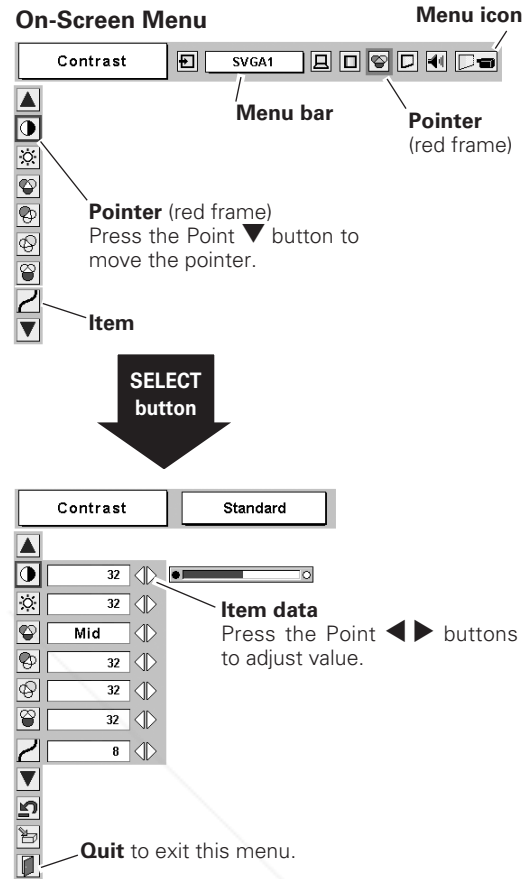 On-Screen Menu
Menu icon
Contrast
SVGA1
Menu bar
Pointer
(red frame)
Pointer (red frame)
Press the Point ▼ button to
move the pointer.
Item
SELECT
button
Contrast
Standard
32
32
Item data
Press the Point ◀ ▶ buttons
to adjust value.
Mid
32
32
32
8
Quit to exit this menu.